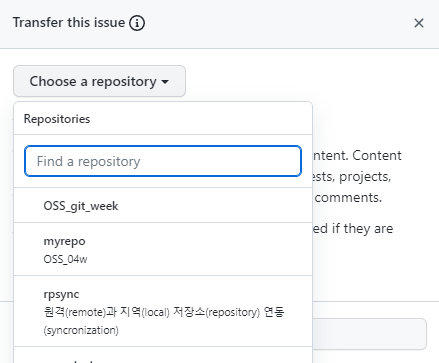 Transfer this issue
Choose a repository
Repositories
Find a repository
ntent. Content
ests, projects,
comments.
ed if they are
OSS_git_week
myrepo
OSS_04w
rpsync
원격(remote)과 지역(local) 저장소(repository) 연동
(syncronization)